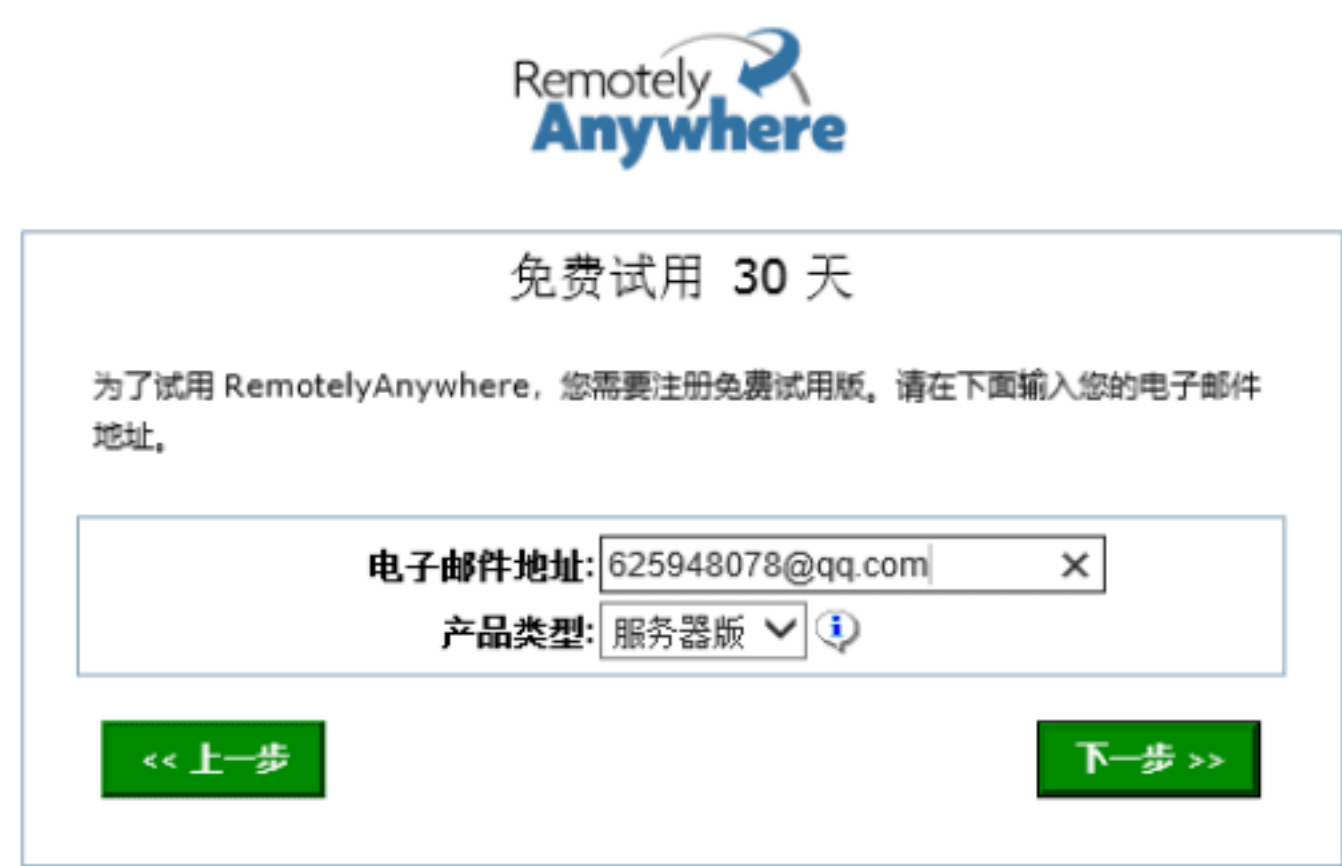 Remotely
Anywhere
免费试用 30 天
为了试用 RemotelyAnywhere，您需要注册免费试用版。请在下面输入您的电子邮件
地址。
电子邮件地址: 625948078@qq.com
产品类型: 服务器版
<< 上一步
下一步 >>